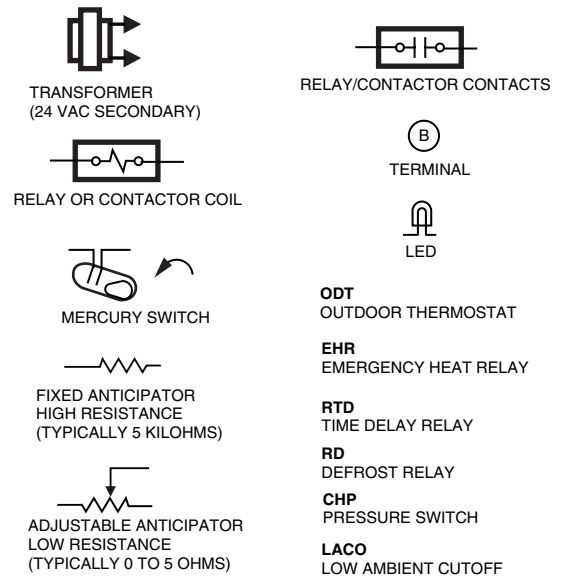 TRANSFORMER
(24 VAC SECONDARY)
RELAY OR CONTACTOR COIL
MERCURY SWITCH
FIXED ANTICIPATOR
HIGH RESISTANCE
(TYPICALLY 5 KILOHMS)
ADJUSTABLE ANTICIPATOR
LOW RESISTANCE
(TYPICALLY 0 TO 5 OHMS)
RELAY/CONTACTOR CONTACTS
B
TERMINAL
LED
ODT
OUTDOOR THERMOSTAT
EHR
EMERGENCY HEAT RELAY
RTD
TIME DELAY RELAY
RD
DEFROST RELAY
CHP
PRESSURE SWITCH
LACO
LOW AMBIENT CUTOFF